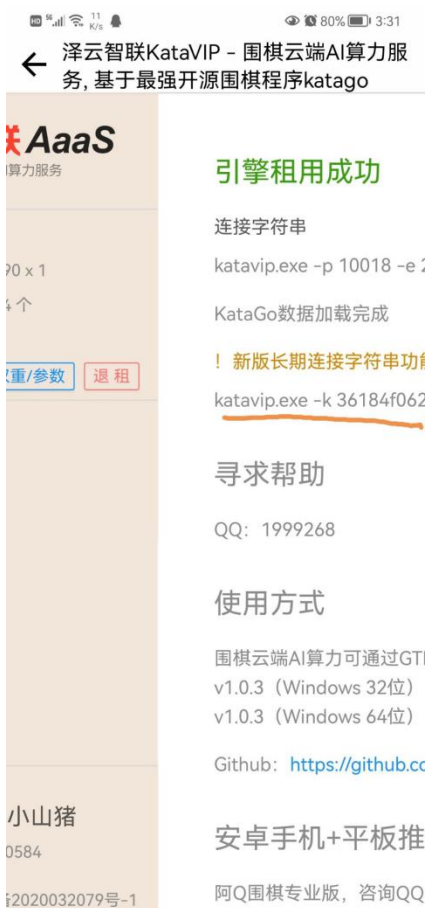 HD 5G 11 K/s 80% 3:31
泽云智联KataVIP - 围棋云端AI算力服
务, 基于最强开源围棋程序katago
联 AaaS
算力服务
90 x 1
个
重/参数
退 租
引擎租用成功
连接字符串
katavip.exe -p 10018 -e 2
KataGo数据加载完成
！新版长期连接字符串功能
katavip.exe -k 36184f062
寻求帮助
QQ：1999268
使用方式
围棋云端AI算力可通过GT
v1.0.3（Windows 32位）
v1.0.3（Windows 64位）
Github：https://github.co
小山猪
0584
2020032079号-1
安卓手机+平板推
阿Q围棋专业版，咨询QQ